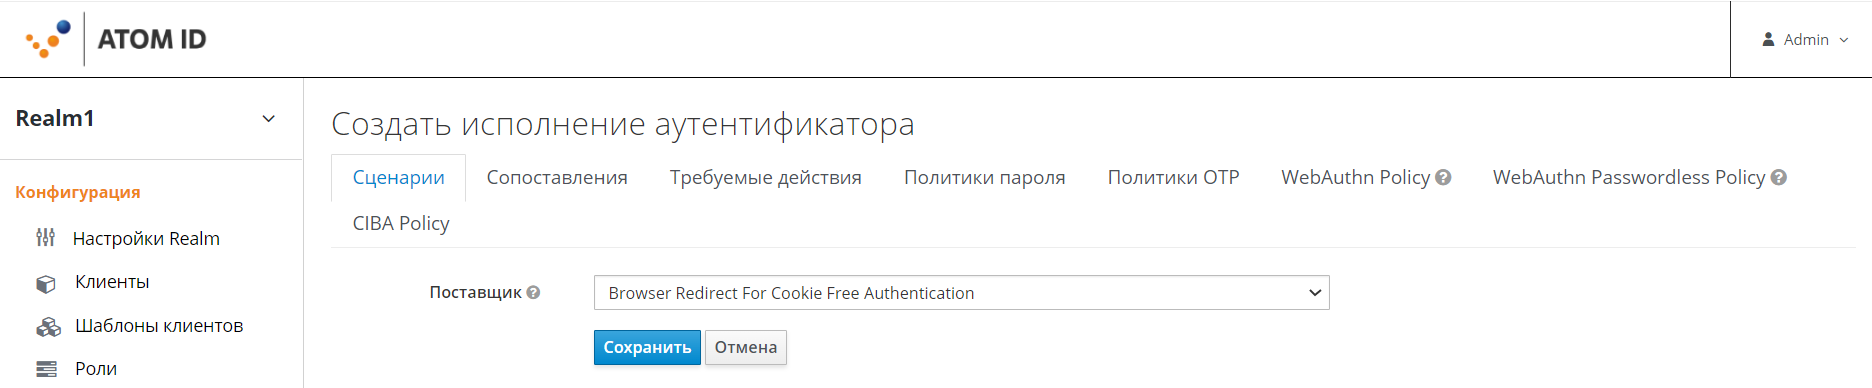 ATOM ID
Admin
Realm1
Создать исполнение аутентификатора
Сценарии Сопоставления Требуемые действия Политики пароля Политики OTP WebAuthn Policy WebAuthn Passwordless Policy
CIBA Policy
Конфигурация
Настройки Realm
Клиенты
Шаблоны клиентов
Роли
Поставщик Browser Redirect For Cookie Free Authentication
Сохранить Отмена